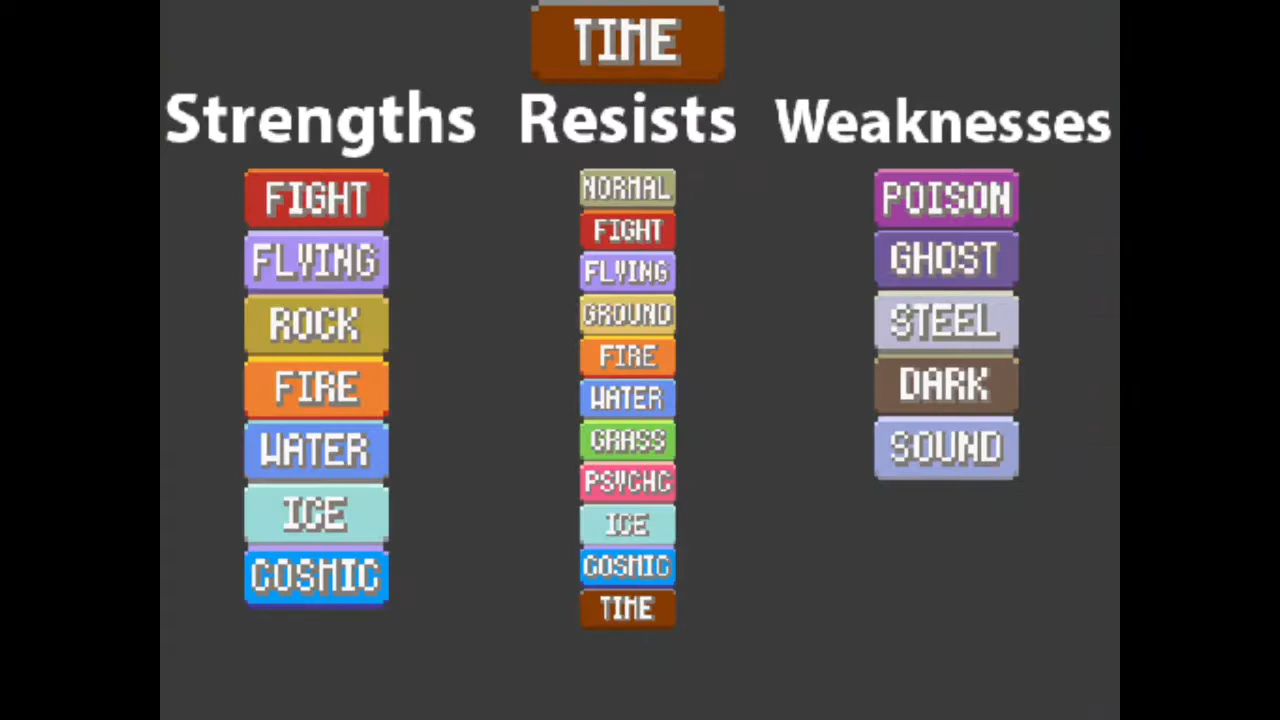 TIME
Strengths Resists Weaknesses
FIGHT
FLYING
ROCK
FIRE
WATER
ICE
COSMIC
NORMAL
FIGHT
FLYING
GROUND
FIRE
WATER
GRASS
PSYCHC
ICE
COSMIC
TIME
POISON
GHOST
STEEL
DARK
SOUND